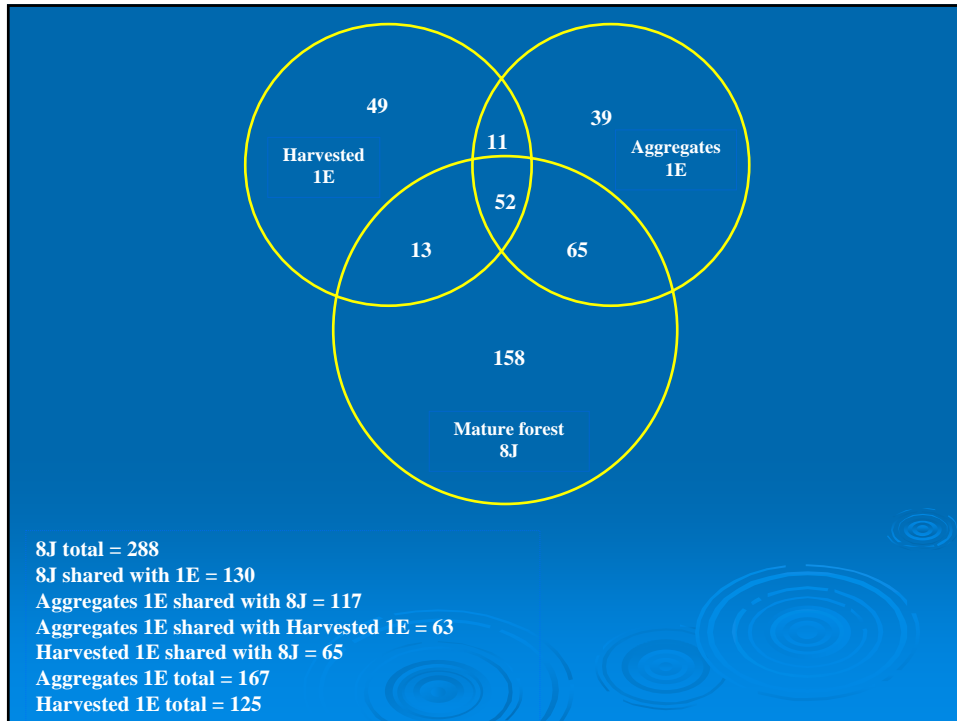 49
39
11
Harvested
1E
Aggregates
1E
52
13
65
158
Mature forest
8J
8J total = 288
8J shared with 1E = 130
Aggregates 1E shared with 8J = 117
Aggregates 1E shared with Harvested 1E = 63
Harvested 1E shared with 8J = 65
Aggregates 1E total = 167
Harvested 1E total = 125